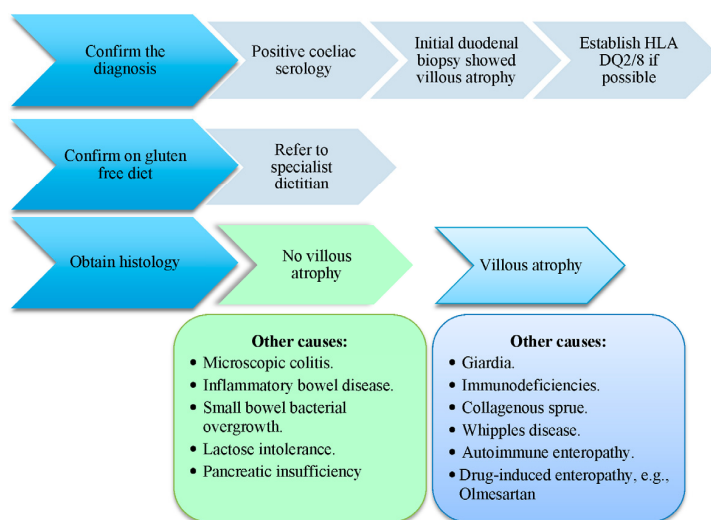 Confirm the
diagnosis
Positive coeliac
serology
Initial duodenal
biopsy showed
villous atrophy
Establish HLA
DQ2/8 if
possible
Confirm on gluten
free diet
Refer to
specialist
dietitian
Obtain histology
No villous
atrophy
Villous atrophy
Other causes:
• Microscopic colitis.
• Inflammatory bowel disease.
• Small bowel bacterial
overgrowth.
• Lactose intolerance.
• Pancreatic insufficiency
Other causes:
• Giardia.
• Immunodeficiencies.
• Collagenous sprue.
• Whipples disease.
• Autoimmune enteropathy.
• Drug-induced enteropathy, e.g.,
Olmesartan